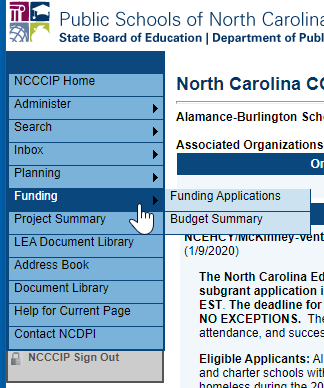 Public Schools of North Carolina
State Board of Education | Department of Publ
NCCCIP Home
Administer
Search
Inbox
Planning
Funding
Project Summary
LEA Document Library
Address Book
Document Library
Help for Current Page
Contact NCDPI
NCCCIP Sign Out
Funding Applications
Budget Summary
North Carolina CC
Alamance-Burlington Scho
Associated Organizations
Or
NCEHCY/McKinney-Vent
(1/9/2020)
The North Carolina Ed
subgrant application i
EST. The deadline for
NO EXCEPTIONS. The
attendance, and succes
Eligible Applicants: Al
and charter schools with
homeless during the 20